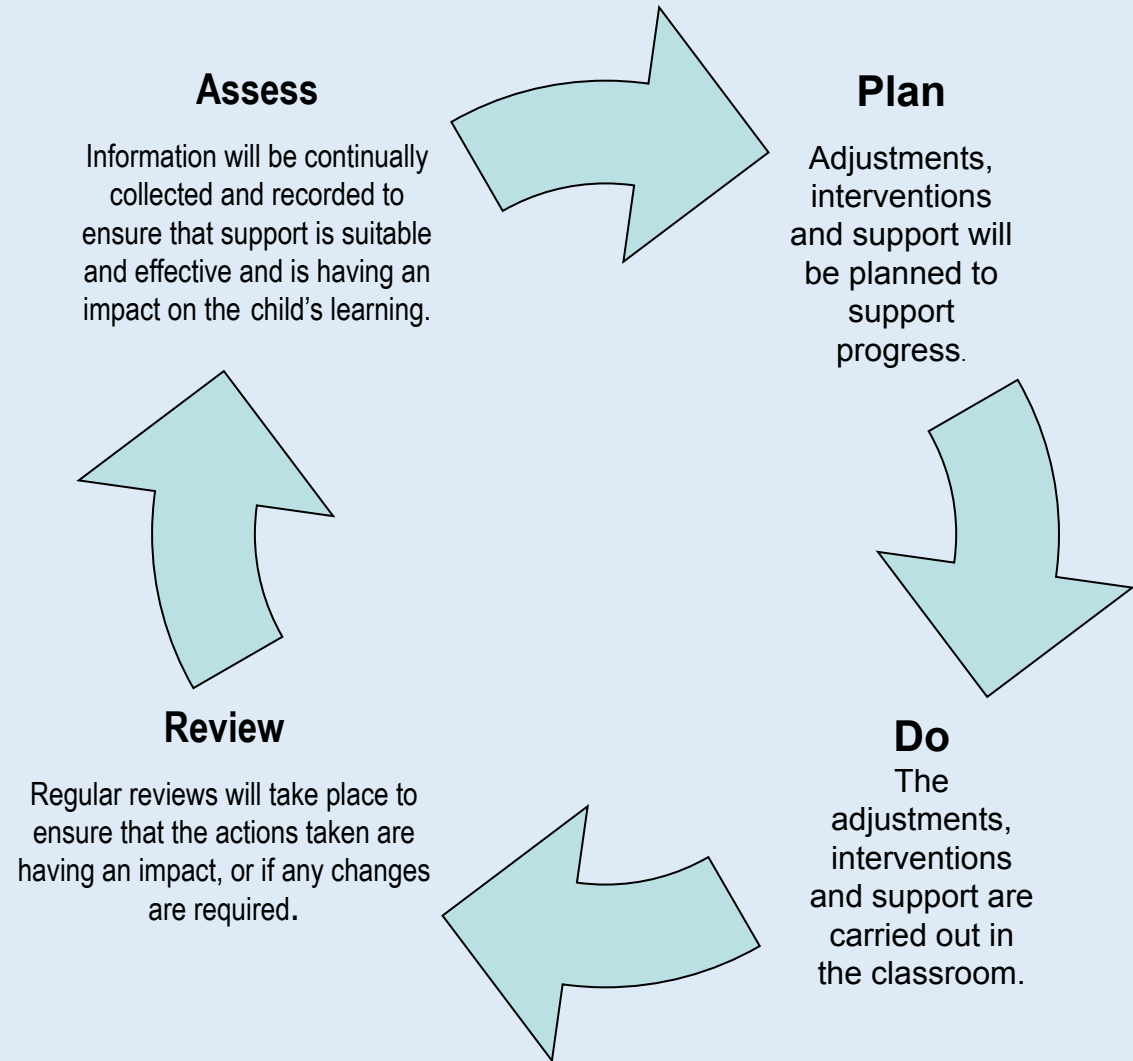 Assess
Information will be continually
collected and recorded to
ensure that support is suitable
and effective and is having an
impact on the child’s learning.
Plan
Adjustments,
interventions
and support will
be planned to
support
progress.
Do
The
adjustments,
interventions
and support are
carried out in
the classroom.
Review
Regular reviews will take place to
ensure that the actions taken are
having an impact, or if any changes
are required.